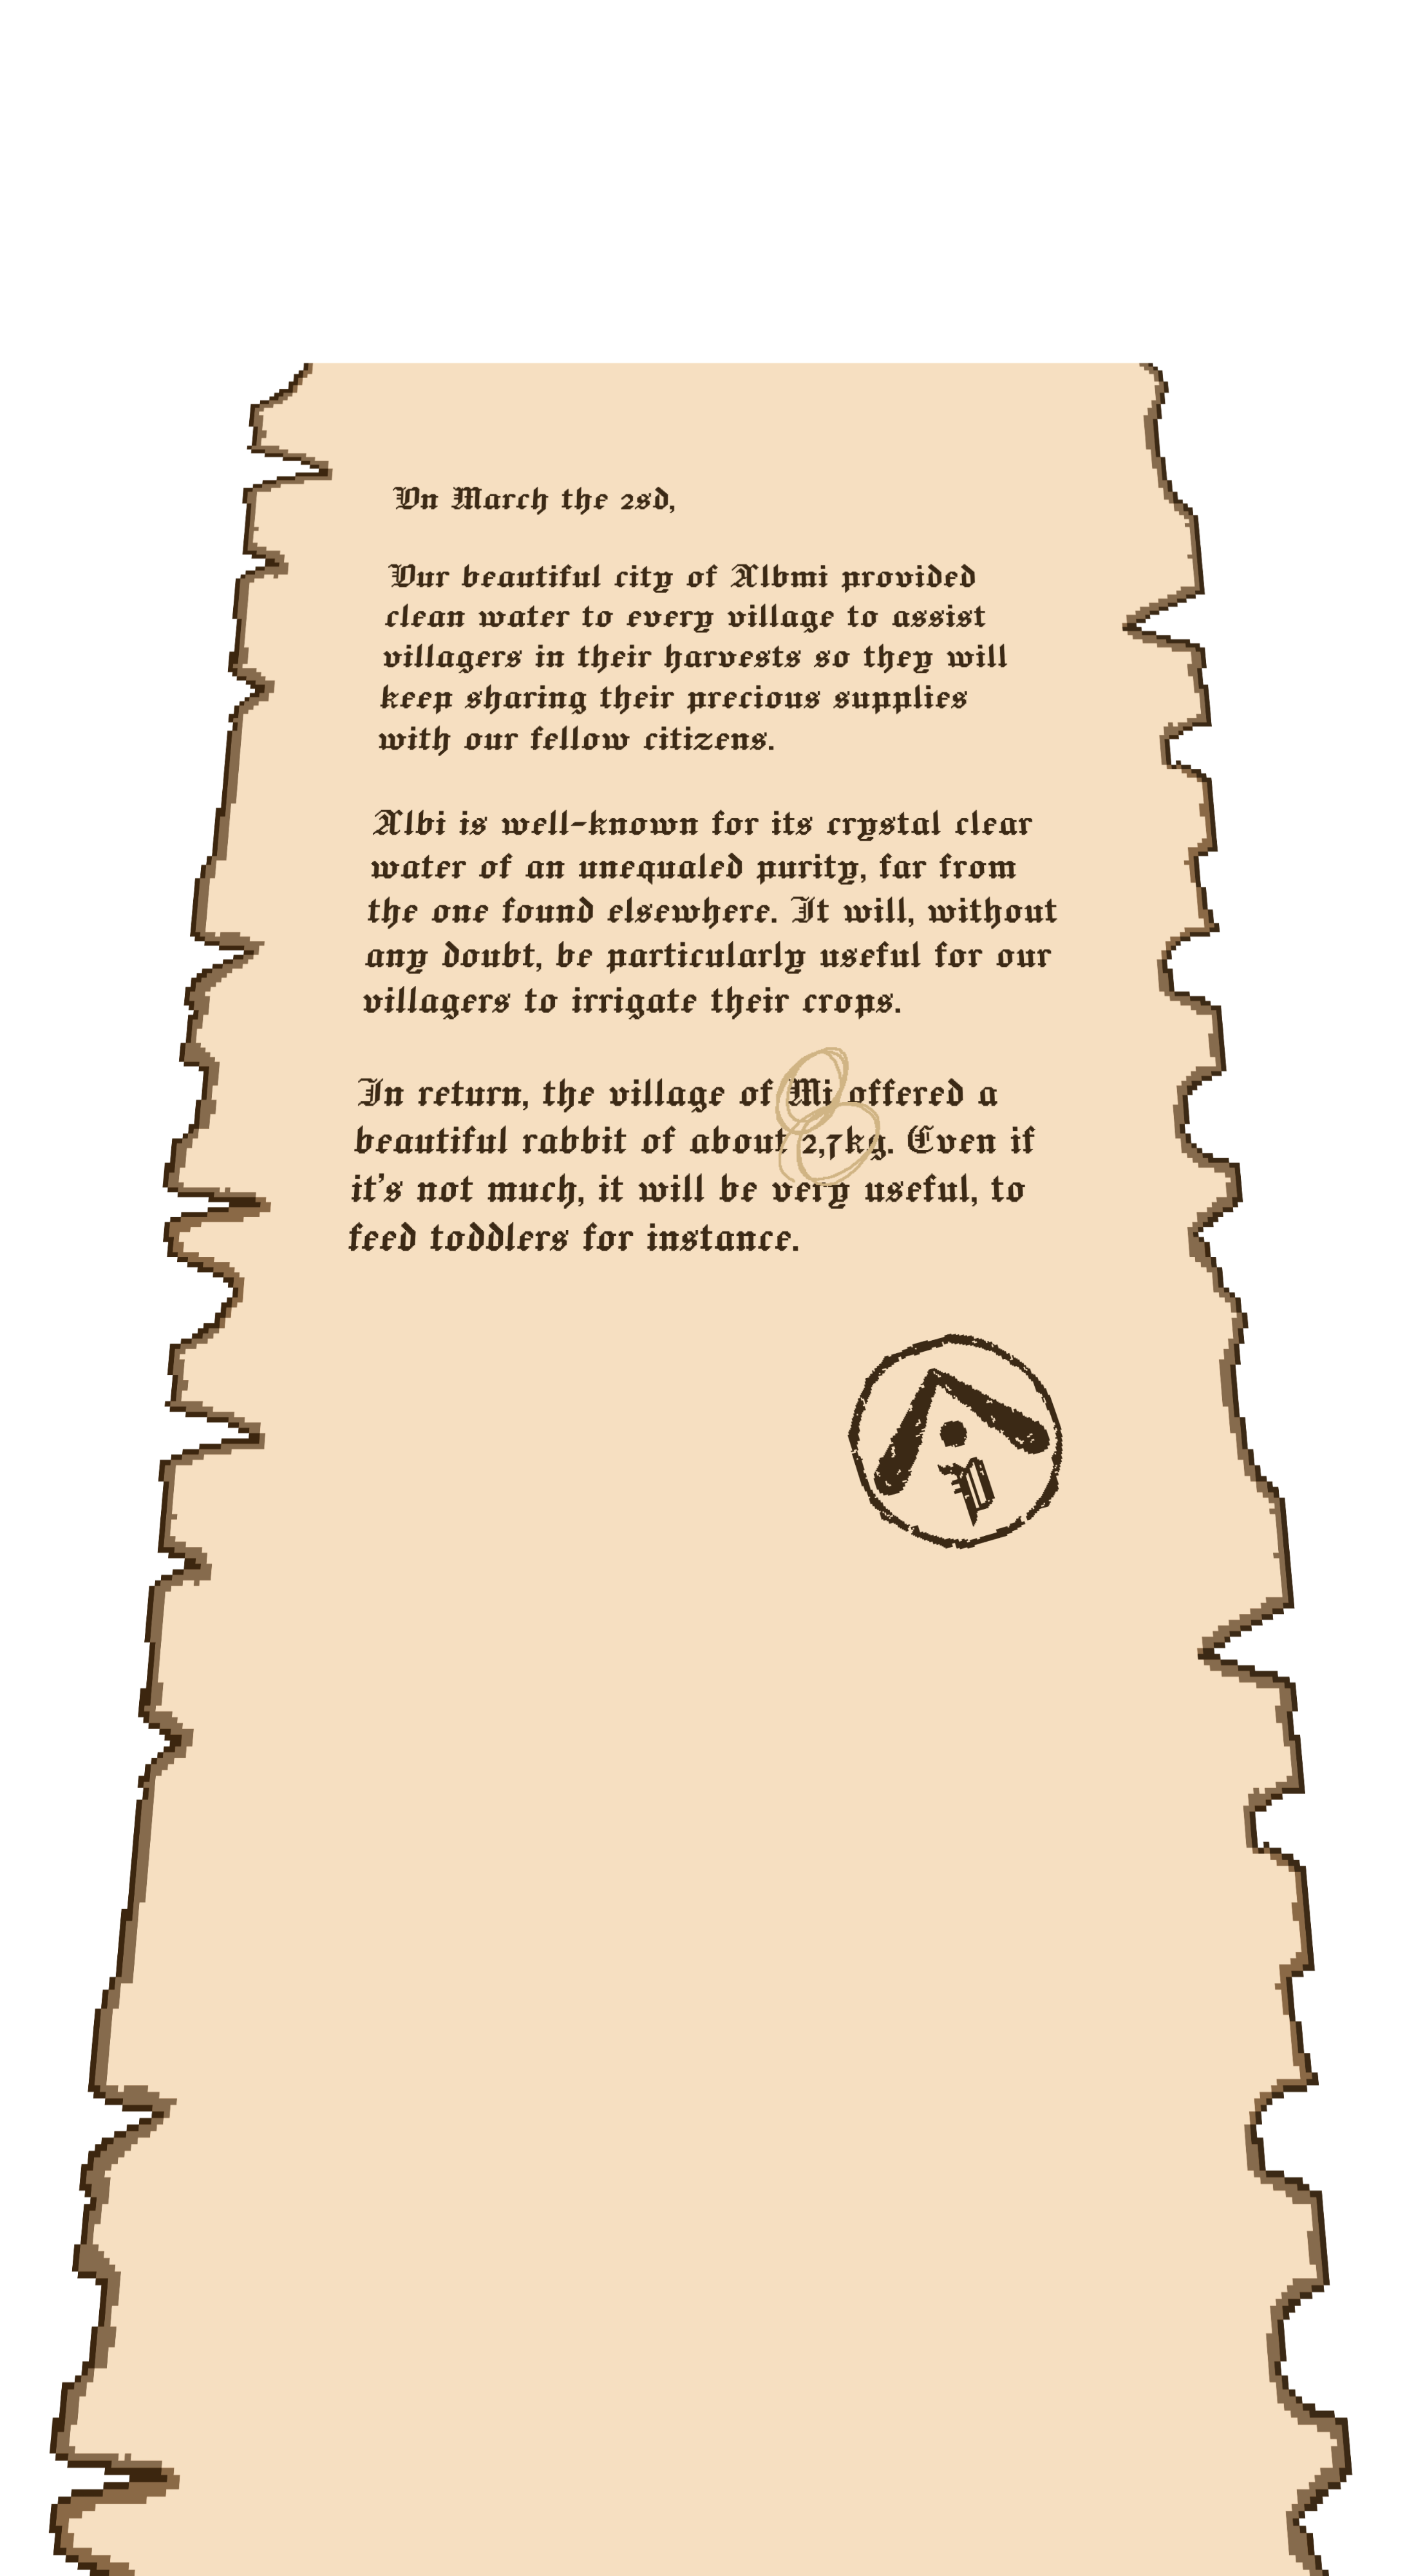 On March the 2sd,
Our beautiful city of Albmi provided
clean water to every village to assist
villagers in their harvests so they will
keep sharing their precious supplies
with our fellow citizens.
Albi is well-known for its crystal clear
water of an unequaled purity, far from
the one found elsewhere. It will, without
any doubt, be particularly useful for our
villagers to irrigate their crops.
In return, the village of Mi offered a
beautiful rabbit of about 2,7kg. Even if
it's not much, it will be very useful, to
feed toddlers for instance.